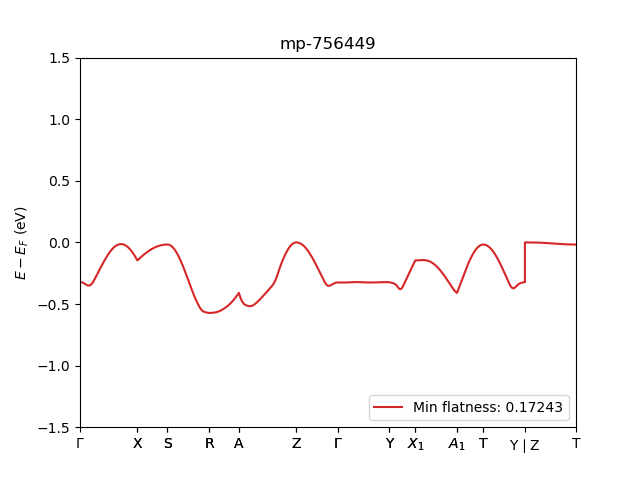 mp-756449
1.5
1.0
0.5
0.0
−0.5
−1.0
−1.5
E − E_F (eV)
Min flatness: 0.17243
Γ X S R A Z Γ Y X₁ A₁ T Y | Z T